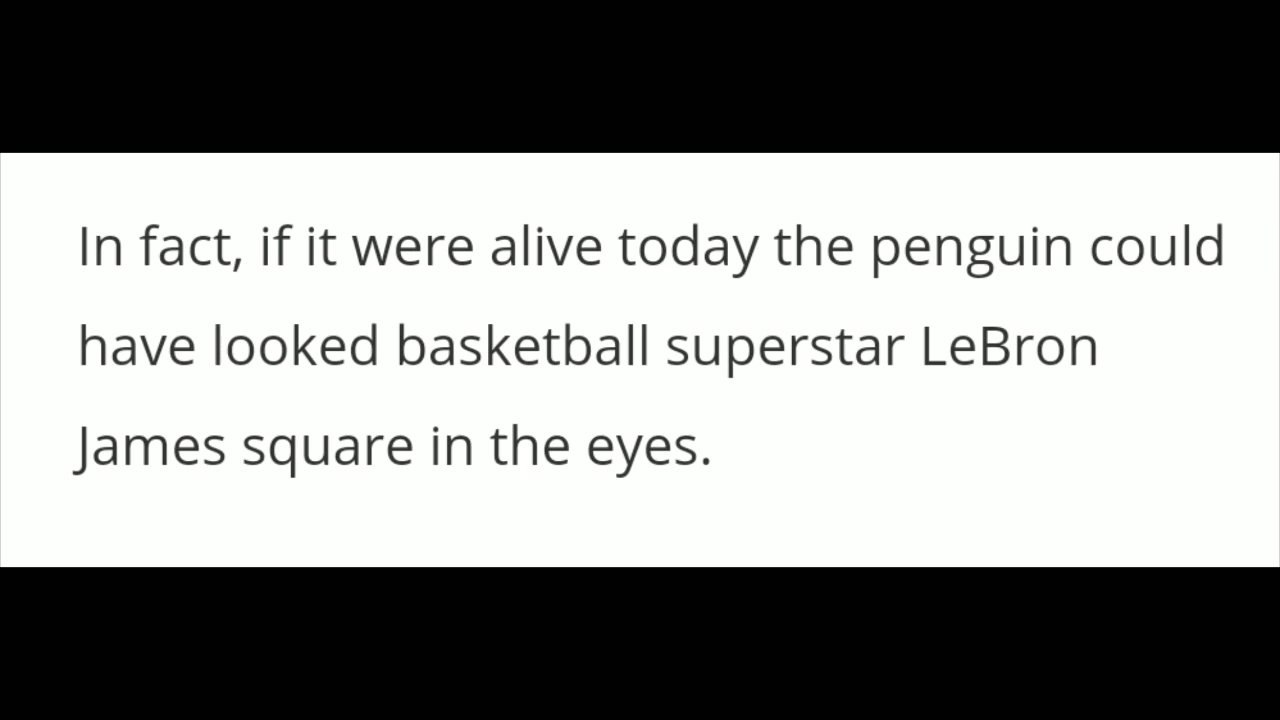 In fact, if it were alive today the penguin could
have looked basketball superstar LeBron
James square in the eyes.